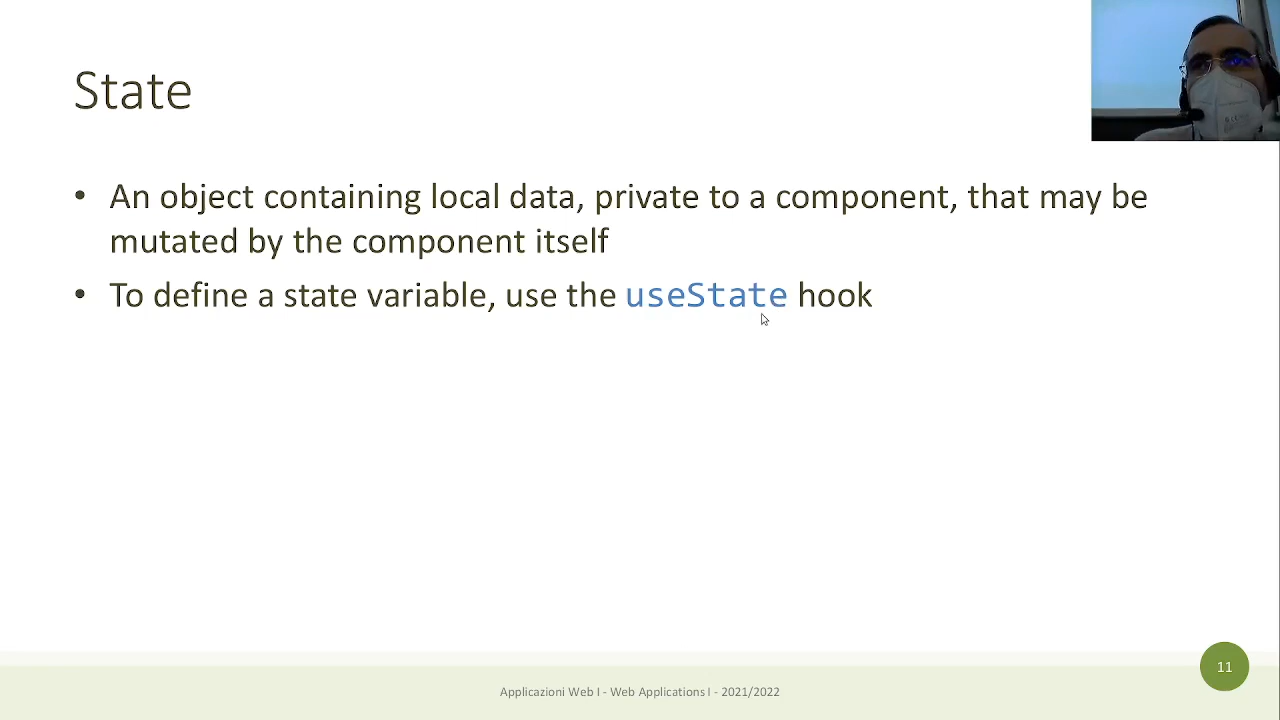 State
• An object containing local data, private to a component, that may be
mutated by the component itself
• To define a state variable, use the useState hook
11
Applicazioni Web I - Web Applications I - 2021/2022